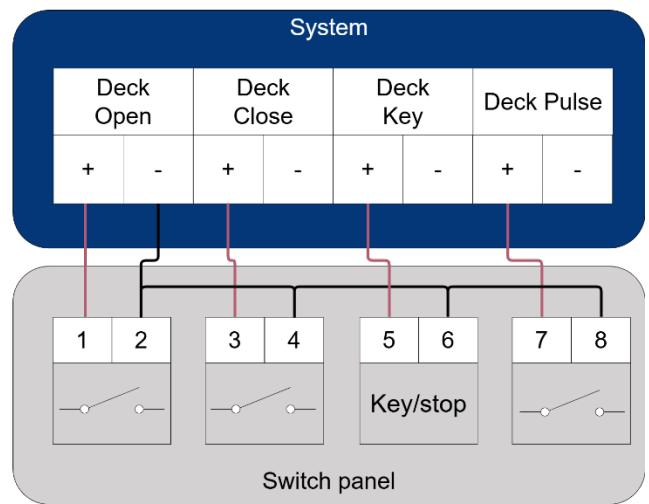 System
Deck Open
Deck Close
Deck Key
Deck Pulse
+ - + - + - + -
1 2 3 4 5 6 7 8
Key/stop
Switch panel